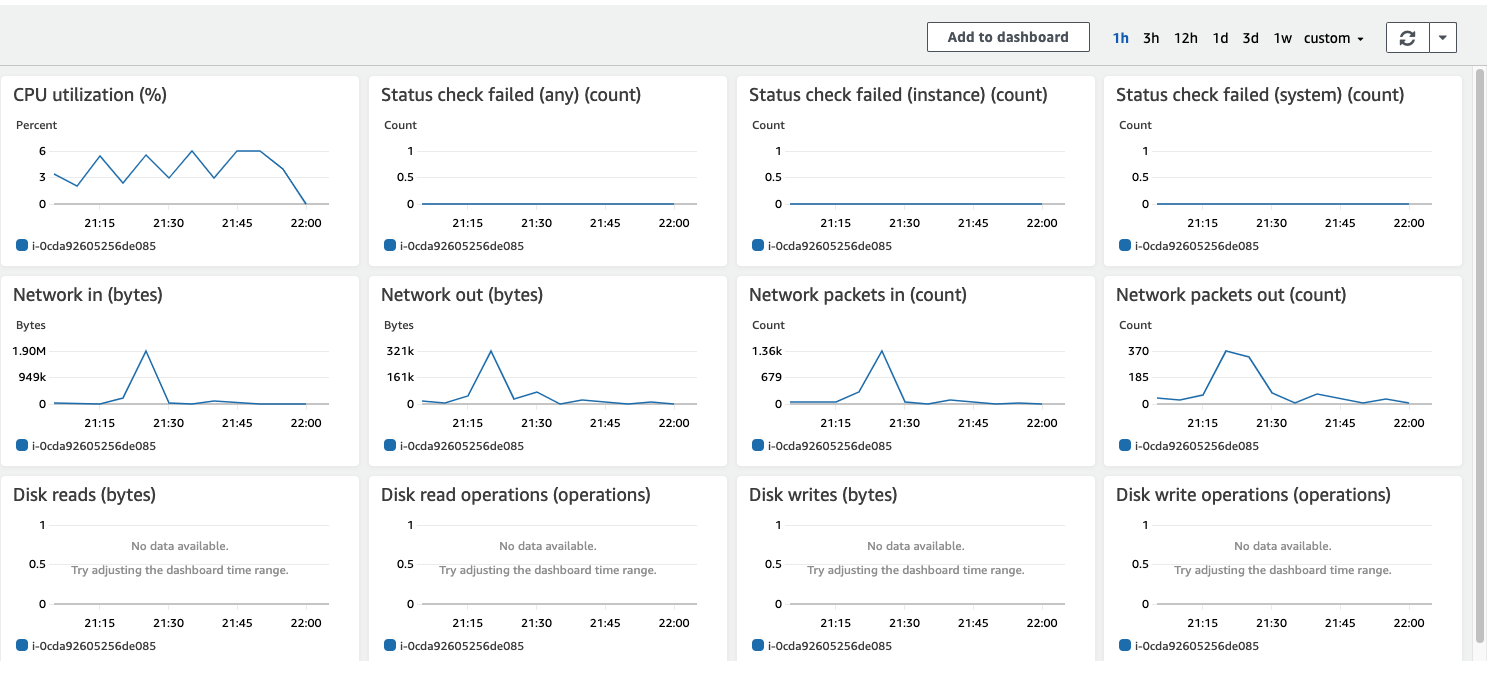 Add to dashboard 1h 3h 12h 1d 3d 1w custom
CPU utilization (%)
Percent
6
3
0
21:15 21:30 21:45 22:00
i-0cda92605256de085
Status check failed (any) (count)
Count
1
0.5
0
21:15 21:30 21:45 22:00
i-0cda92605256de085
Status check failed (instance) (count)
Count
1
0.5
0
21:15 21:30 21:45 22:00
i-0cda92605256de085
Status check failed (system) (count)
Count
1
0.5
0
21:15 21:30 21:45 22:00
i-0cda92605256de085
Network in (bytes)
Bytes
1.90M
949k
0
21:15 21:30 21:45 22:00
i-0cda92605256de085
Network out (bytes)
Bytes
321k
161k
0
21:15 21:30 21:45 22:00
i-0cda92605256de085
Network packets in (count)
Count
1.36k
679
0
21:15 21:30 21:45 22:00
i-0cda92605256de085
Network packets out (count)
Count
370
185
0
21:15 21:30 21:45 22:00
i-0cda92605256de085
Disk reads (bytes)
1
No data available.
0.5
Try adjusting the dashboard time range.
0
21:15 21:30 21:45 22:00
i-0cda92605256de085
Disk read operations (operations)
1
No data available.
0.5
Try adjusting the dashboard time range.
0
21:15 21:30 21:45 22:00
i-0cda92605256de085
Disk writes (bytes)
1
No data available.
0.5
Try adjusting the dashboard time range.
0
21:15 21:30 21:45 22:00
i-0cda92605256de085
Disk write operations (operations)
1
No data available.
0.5
Try adjusting the dashboard time range.
0
21:15 21:30 21:45 22:00
i-0cda92605256de085